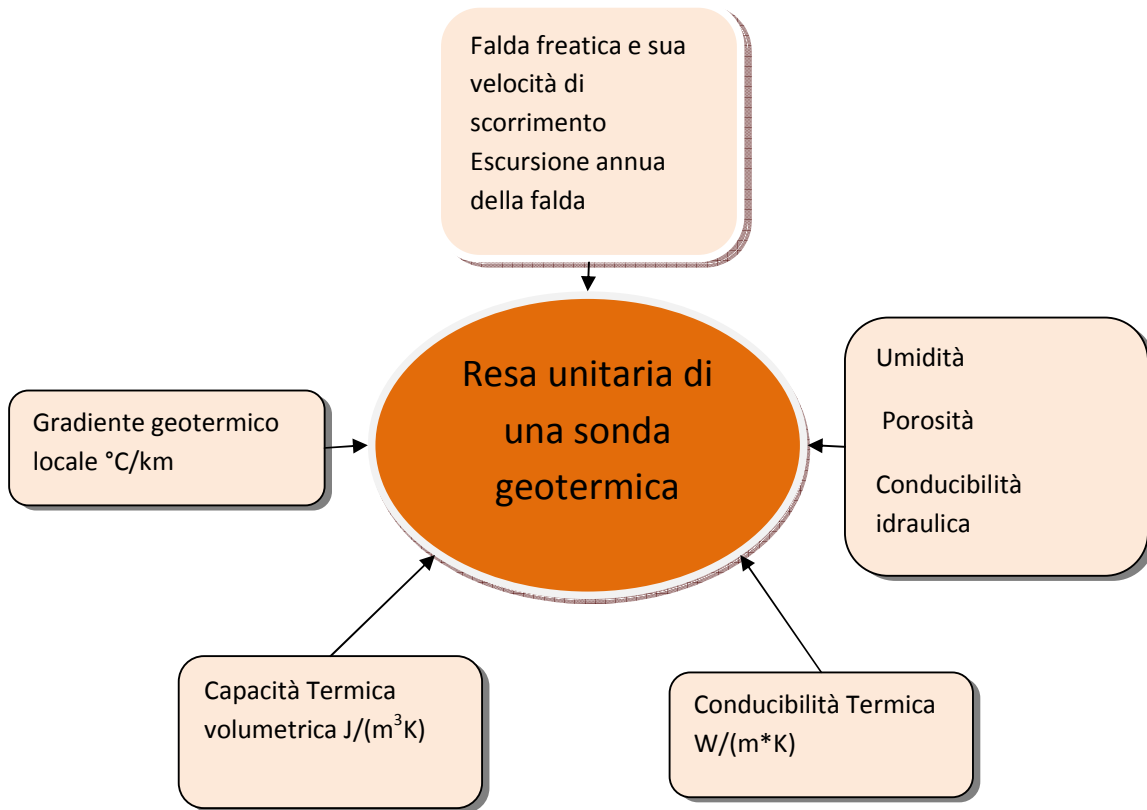 Falda freatica e sua
velocità di
scorrimento
Escursione annua
della falda
Resa unitaria di
una sonda
geotermica
Umidità
Porosità
Conducibilità
idraulica
Gradiente geotermico
locale °C/km
Capacità Termica
volumetrica J/(m³K)
Conducibilità Termica
W/(m*K)